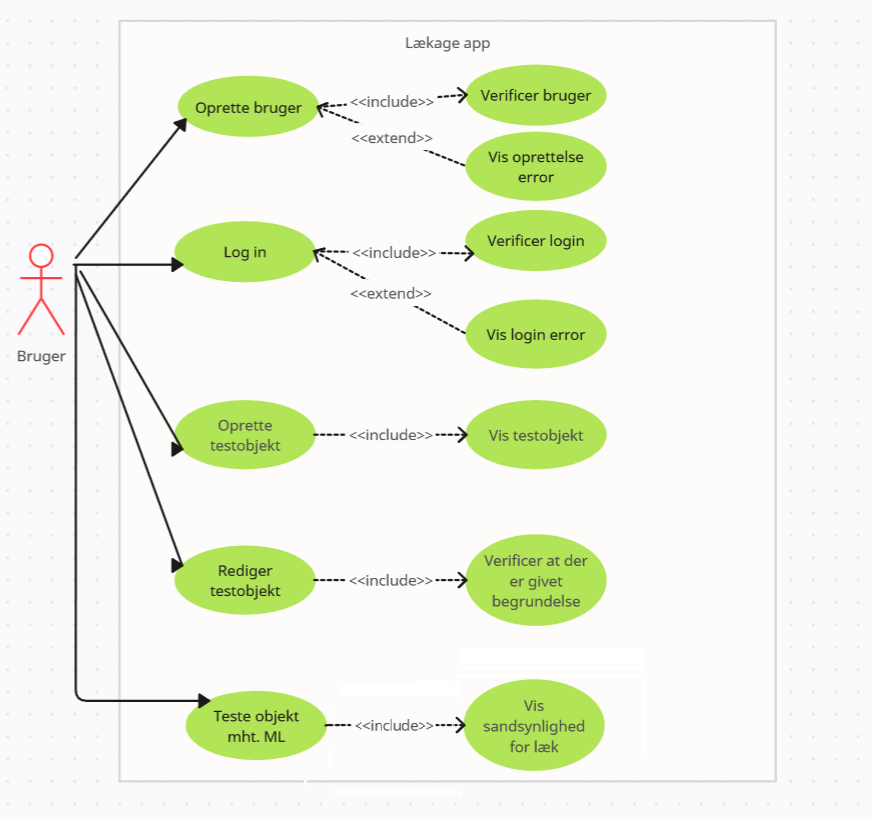 Lækage app
Oprette bruger
<<include>>
Verificer bruger
<<extend>>
Vis oprettelse
error
Log in
<<include>>
Verificer login
<<extend>>
Vis login error
Bruger
Oprette
testobjekt
<<include>>
Vis testobjekt
Rediger
testobjekt
<<include>>
Verificer at der
er givet
begrundelse
Teste objekt
mht. ML
<<include>>
Vis
sandsynlighed
for læk